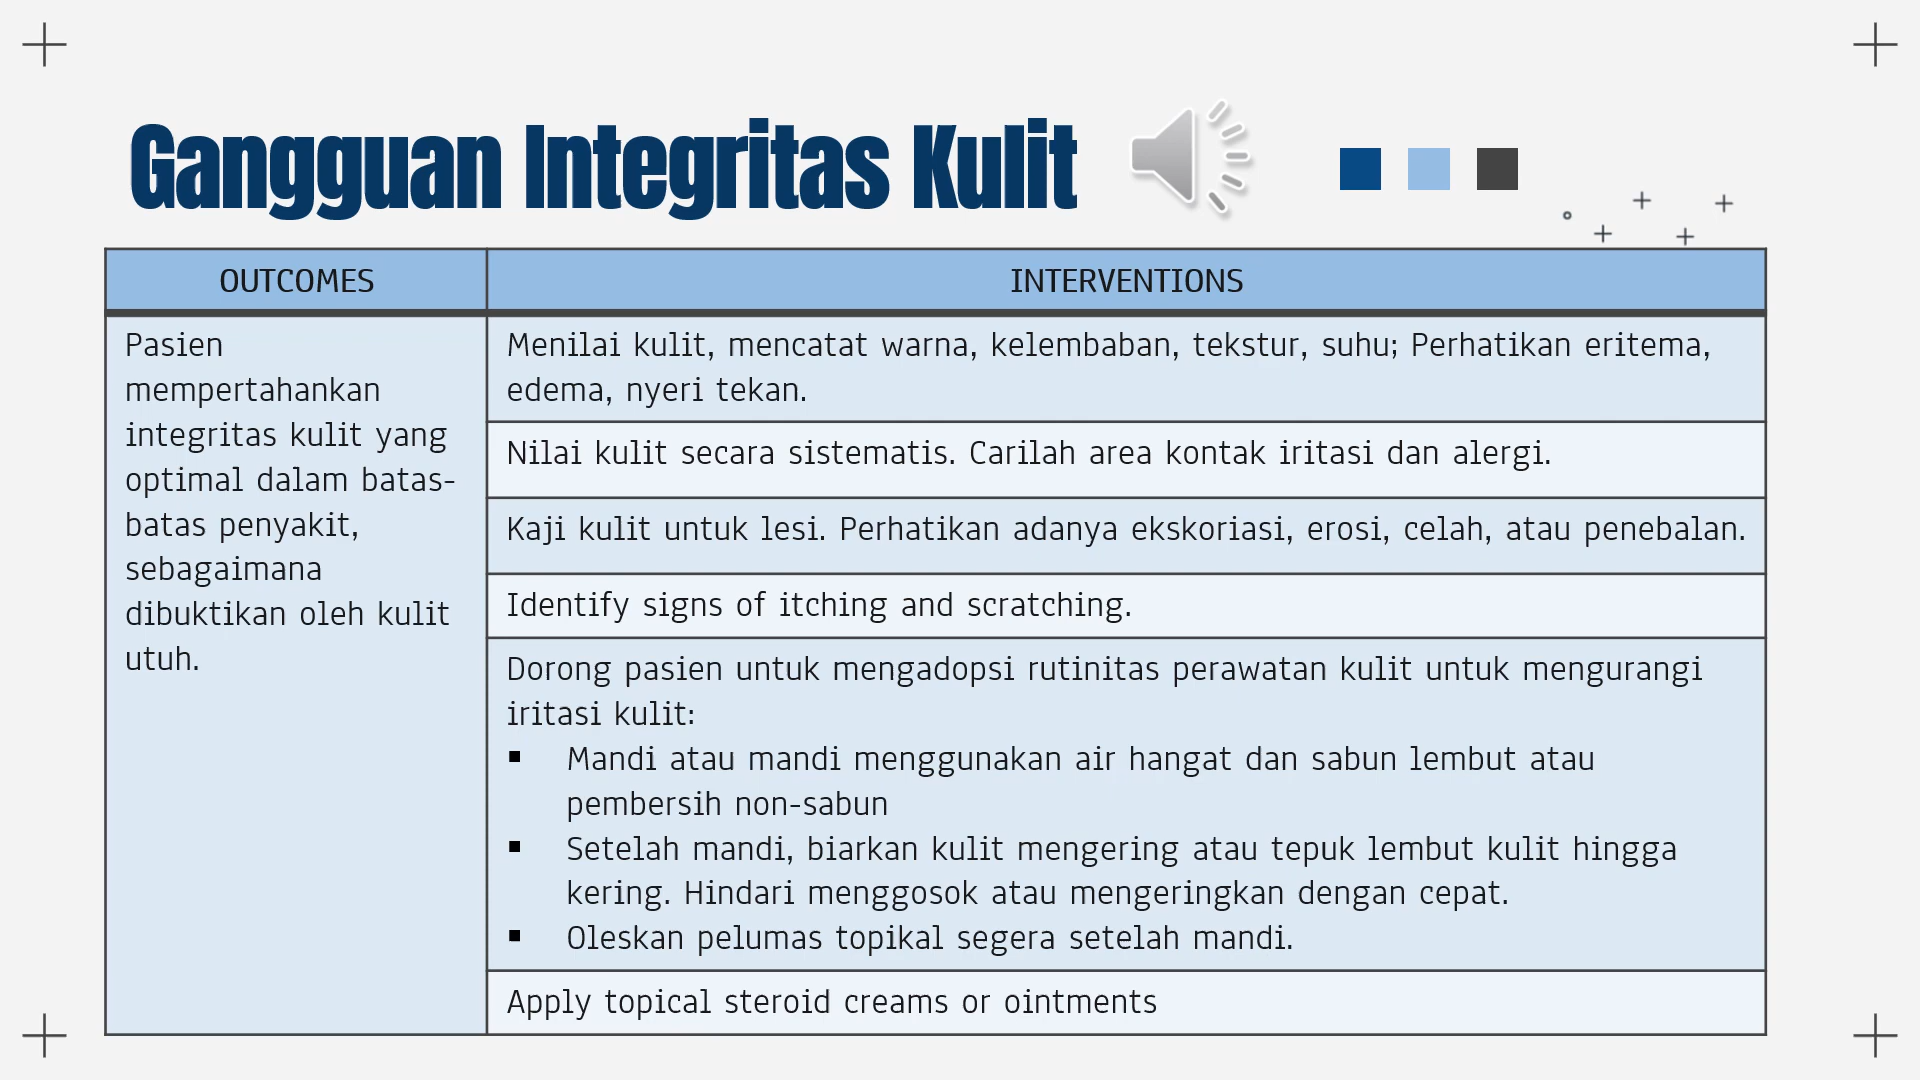 Gangguan Integritas Kulit
OUTCOMES
INTERVENTIONS
Pasien
mempertahankan
integritas kulit yang
optimal dalam batas-
batas penyakit,
sebagaimana
dibuktikan oleh kulit
utuh.
Menilai kulit, mencatat warna, kelembaban, tekstur, suhu; Perhatikan eritema,
edema, nyeri tekan.
Nilai kulit secara sistematis. Carilah area kontak iritasi dan alergi.
Kaji kulit untuk lesi. Perhatikan adanya ekskoriasi, erosi, celah, atau penebalan.
Identify signs of itching and scratching.
Dorong pasien untuk mengadopsi rutinitas perawatan kulit untuk mengurangi
iritasi kulit:
▪ Mandi atau mandi menggunakan air hangat dan sabun lembut atau
pembersih non-sabun
▪ Setelah mandi, biarkan kulit mengering atau tepuk lembut kulit hingga
kering. Hindari menggosok atau mengeringkan dengan cepat.
▪ Oleskan pelumas topikal segera setelah mandi.
Apply topical steroid creams or ointments